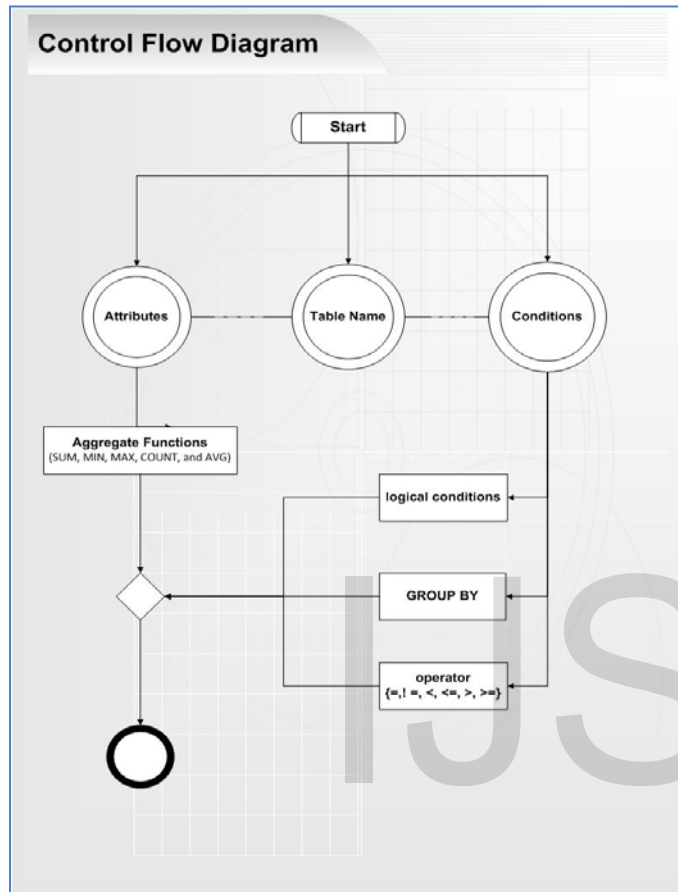 Control Flow Diagram
Start
Attributes
Table Name
Conditions
Aggregate Functions
(SUM, MIN, MAX, COUNT, and AVG)
logical conditions
GROUP BY
operator
{=,! =, <, <=, >, >=}
IJS